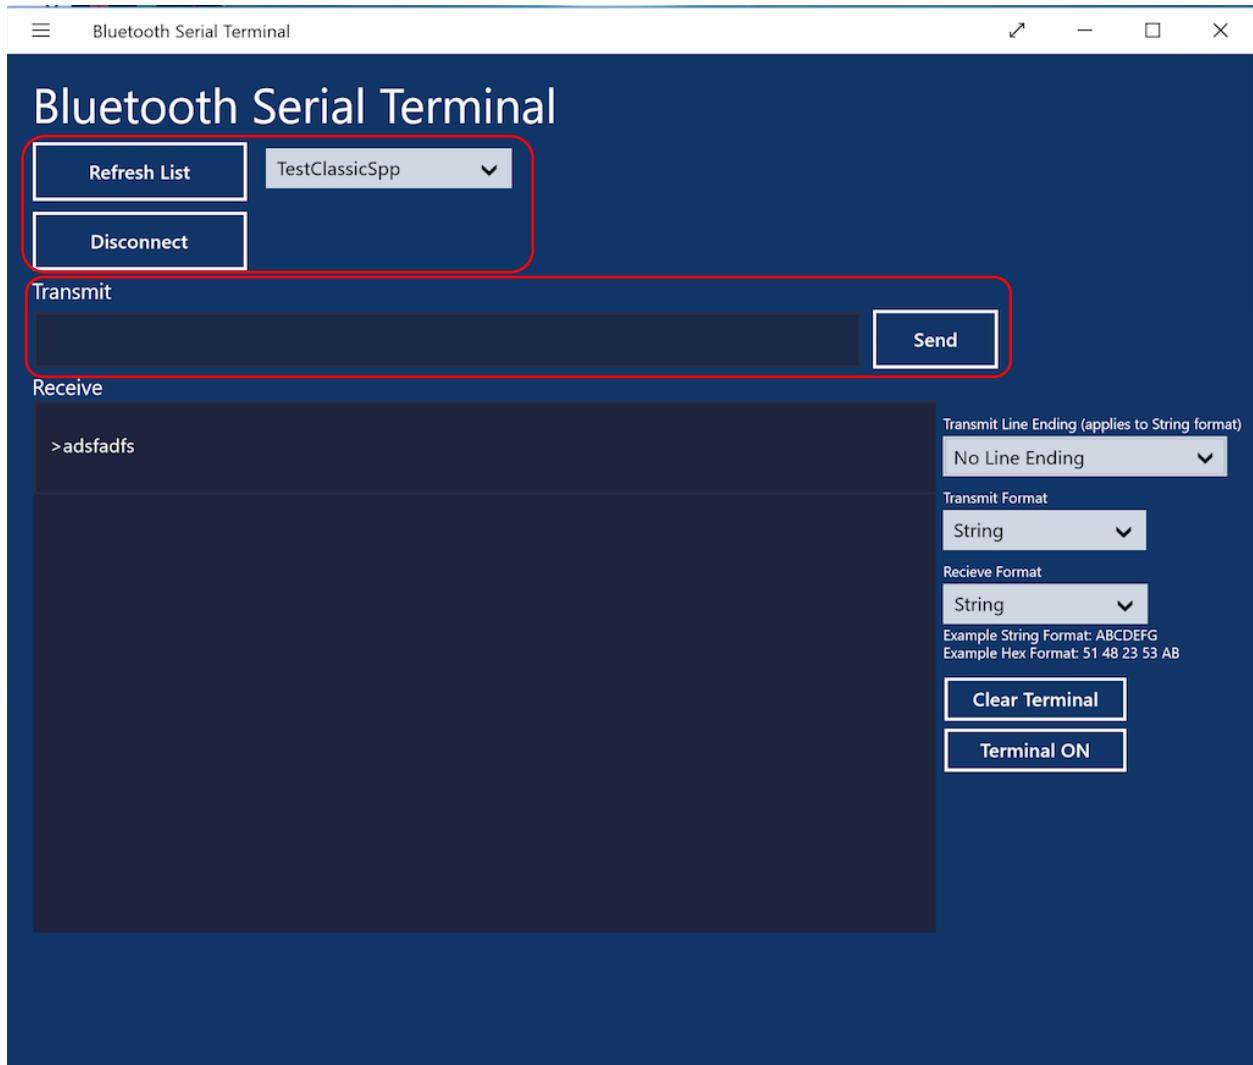 Bluetooth Serial Terminal
Bluetooth Serial Terminal
Refresh List
TestClassicSpp
Disconnect
Transmit
Send
Receive
>adsfadfs
Transmit Line Ending (applies to String format)
No Line Ending
Transmit Format
String
Recieve Format
String
Example String Format: ABCDEFG
Example Hex Format: 51 48 23 53 AB
Clear Terminal
Terminal ON